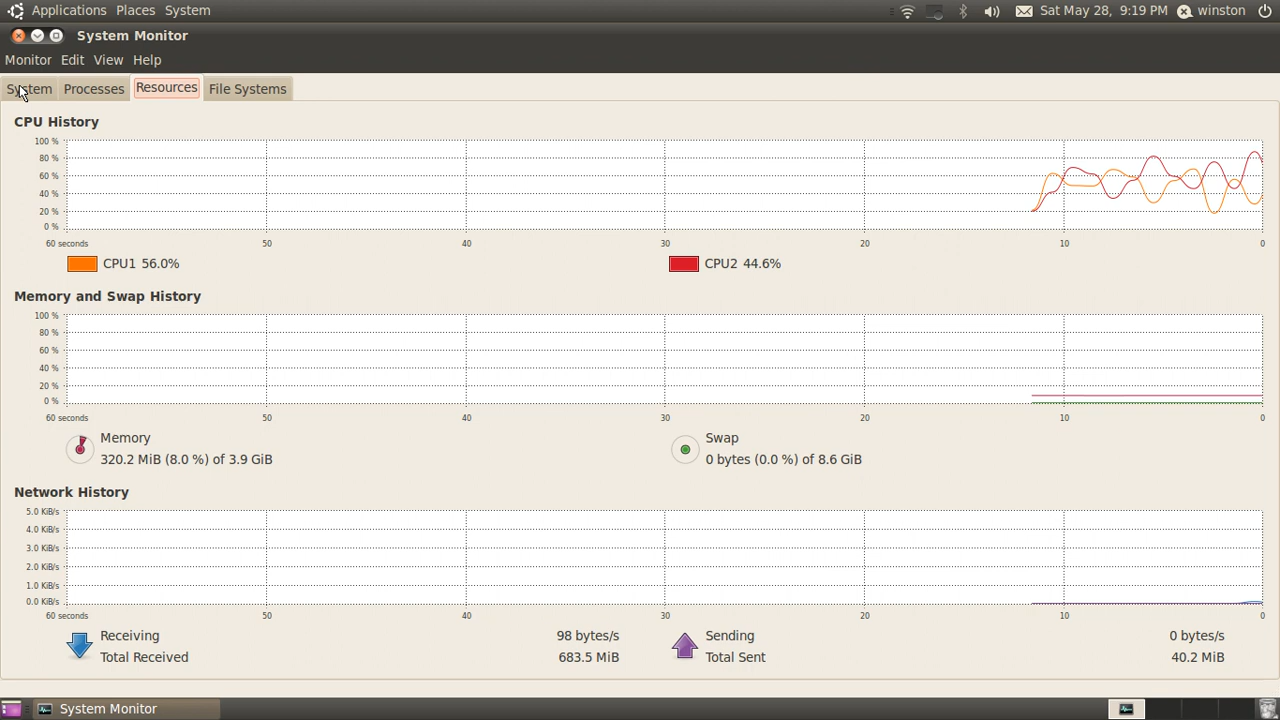 Applications Places System Sat May 28, 9:19 PM winston
System Monitor
Monitor Edit View Help
System Processes Resources File Systems
CPU History
100 %
80 %
60 %
40 %
20 %
0 %
60 seconds 50 40 30 20 10 0
CPU1 56.0% CPU2 44.6%
Memory and Swap History
100 %
80 %
60 %
40 %
20 %
0 %
60 seconds 50 40 30 20 10 0
Memory Swap
320.2 MiB (8.0 %) of 3.9 GiB 0 bytes (0.0 %) of 8.6 GiB
Network History
5.0 KiB/s
4.0 KiB/s
3.0 KiB/s
2.0 KiB/s
1.0 KiB/s
0.0 KiB/s
60 seconds 50 40 30 20 10 0
Receiving 98 bytes/s Sending 0 bytes/s
Total Received 683.5 MiB Total Sent 40.2 MiB
System Monitor